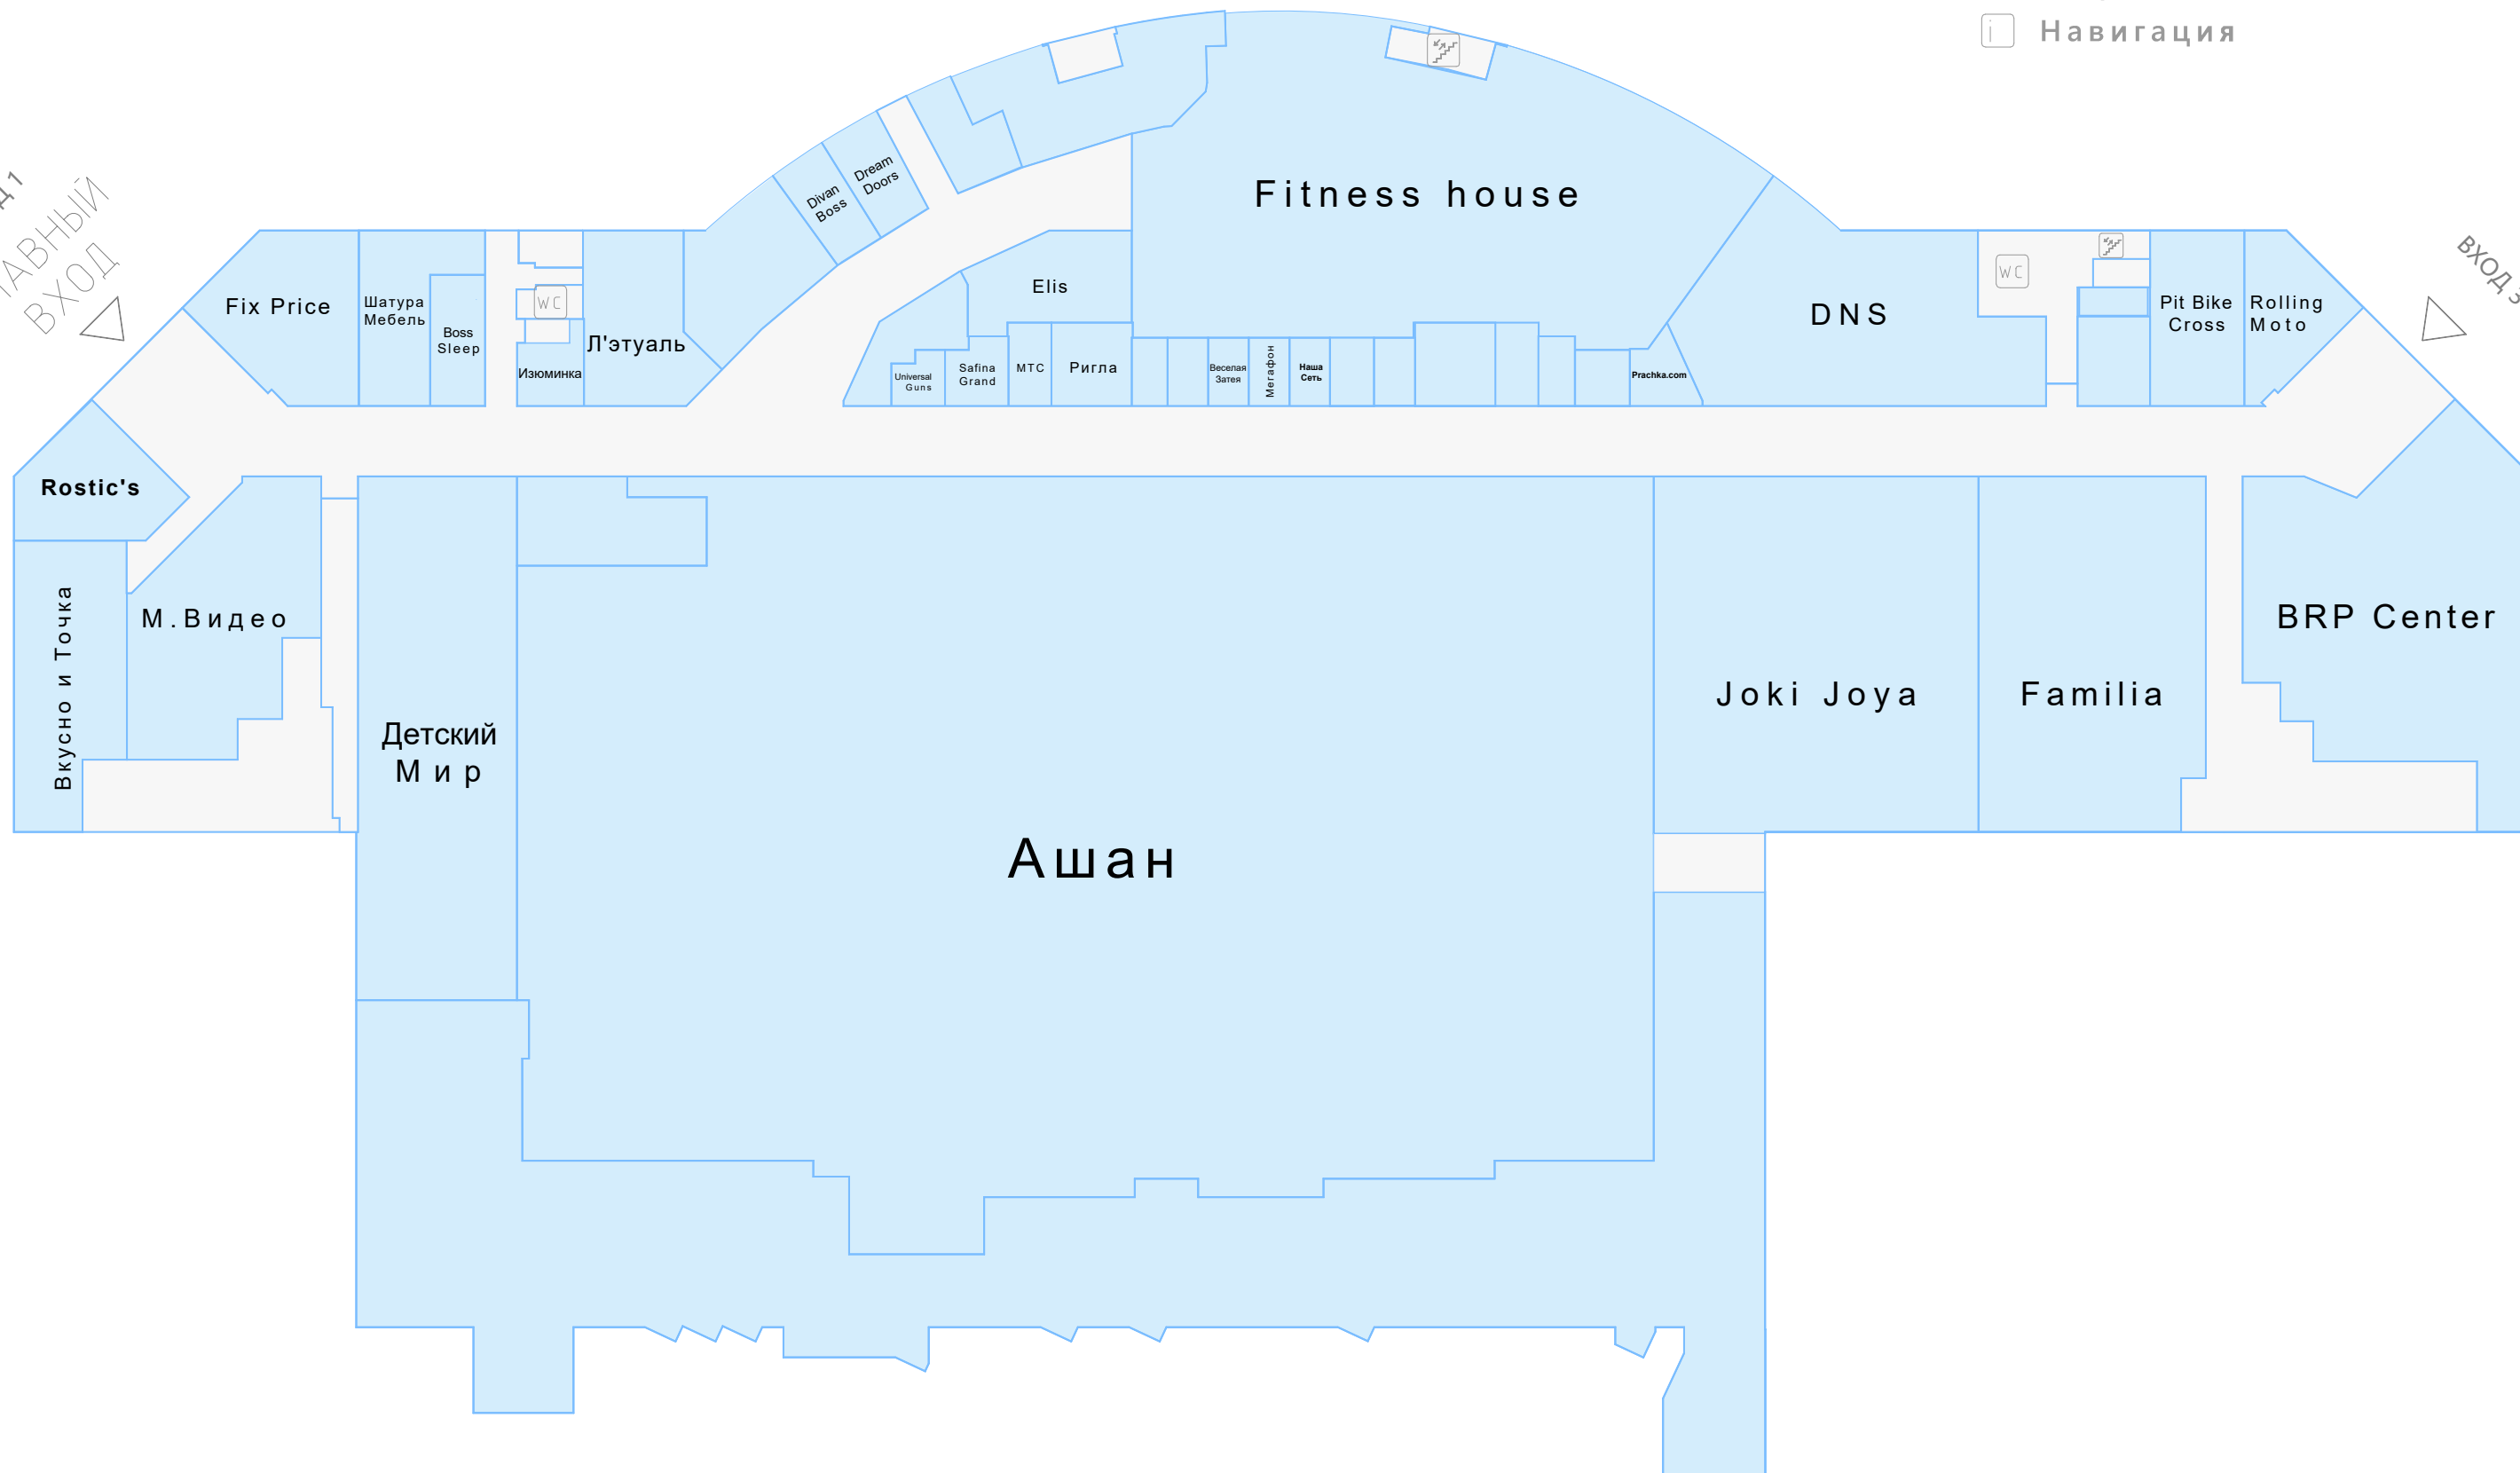 Навигация
ВХОД
ВХОД 3
Fitness house
Dream
Doors
Divan
Boss
Elis
Fix Price
Шатура
Мебель
Boss
Sleep
WC
Изюминка
Л'этуаль
Universal
Guns
Safina
Grand
МТС
Ригла
Веселая
Затея
Мегафон
Наша
Сеть
Prachka.com
DNS
WC
Pit Bike
Cross
Rolling
Moto
Rostic's
Вкусно и Точка
М.Видео
Детский
Мир
Ашан
Joki Joya
Familia
BRP Center